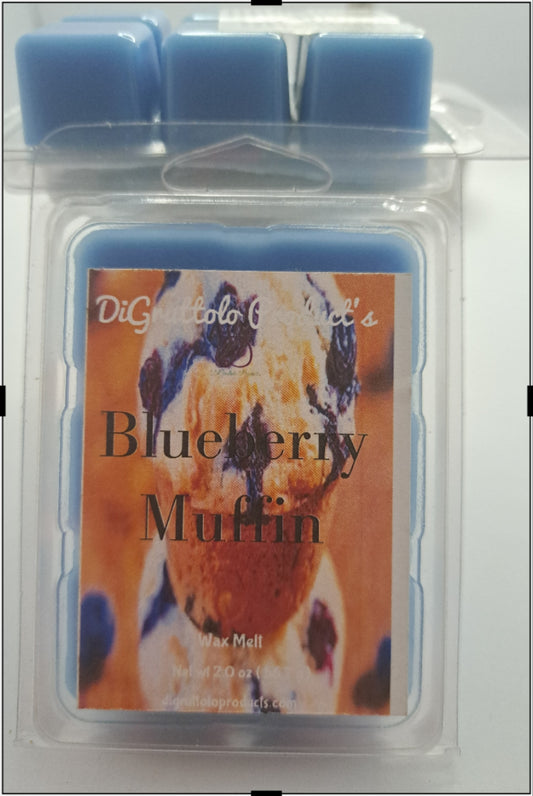 DiGruttolo Product's
Blueberry
Muffin
Wax Melt
Net wt 2.0 oz (
digruttoloproducts.com